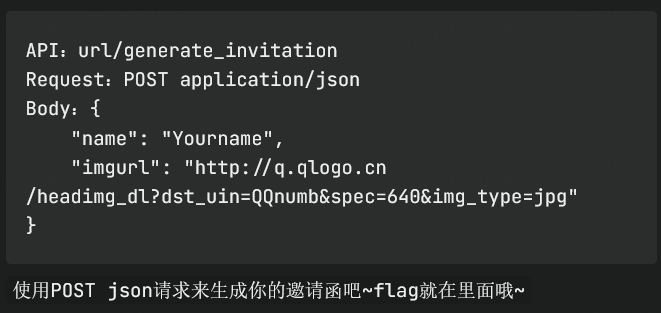 API：url/generate_invitation
Request：POST application/json
Body：{
    "name": "Yourname",
    "imgurl": "http://q.qlogo.cn
/headimg_dl?dst_uin=QQnumb&spec=640&img_type=jpg"
}
使用POST json请求来生成你的邀请函吧~flag就在里面哦~